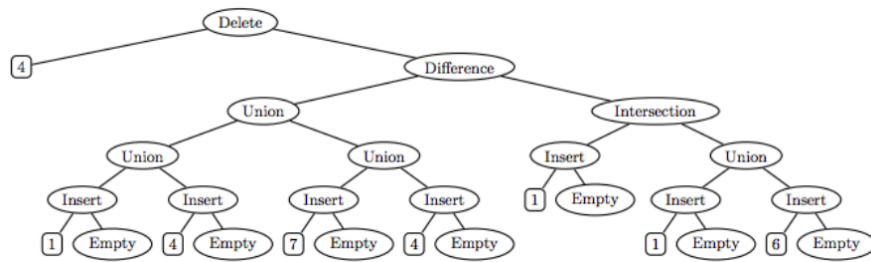 Delete
4 Difference
Union Intersection
Union Union Insert Union
Insert Insert Insert Insert 1 Empty Insert Insert
1 Empty 4 Empty 7 Empty 4 Empty 1 Empty 6 Empty